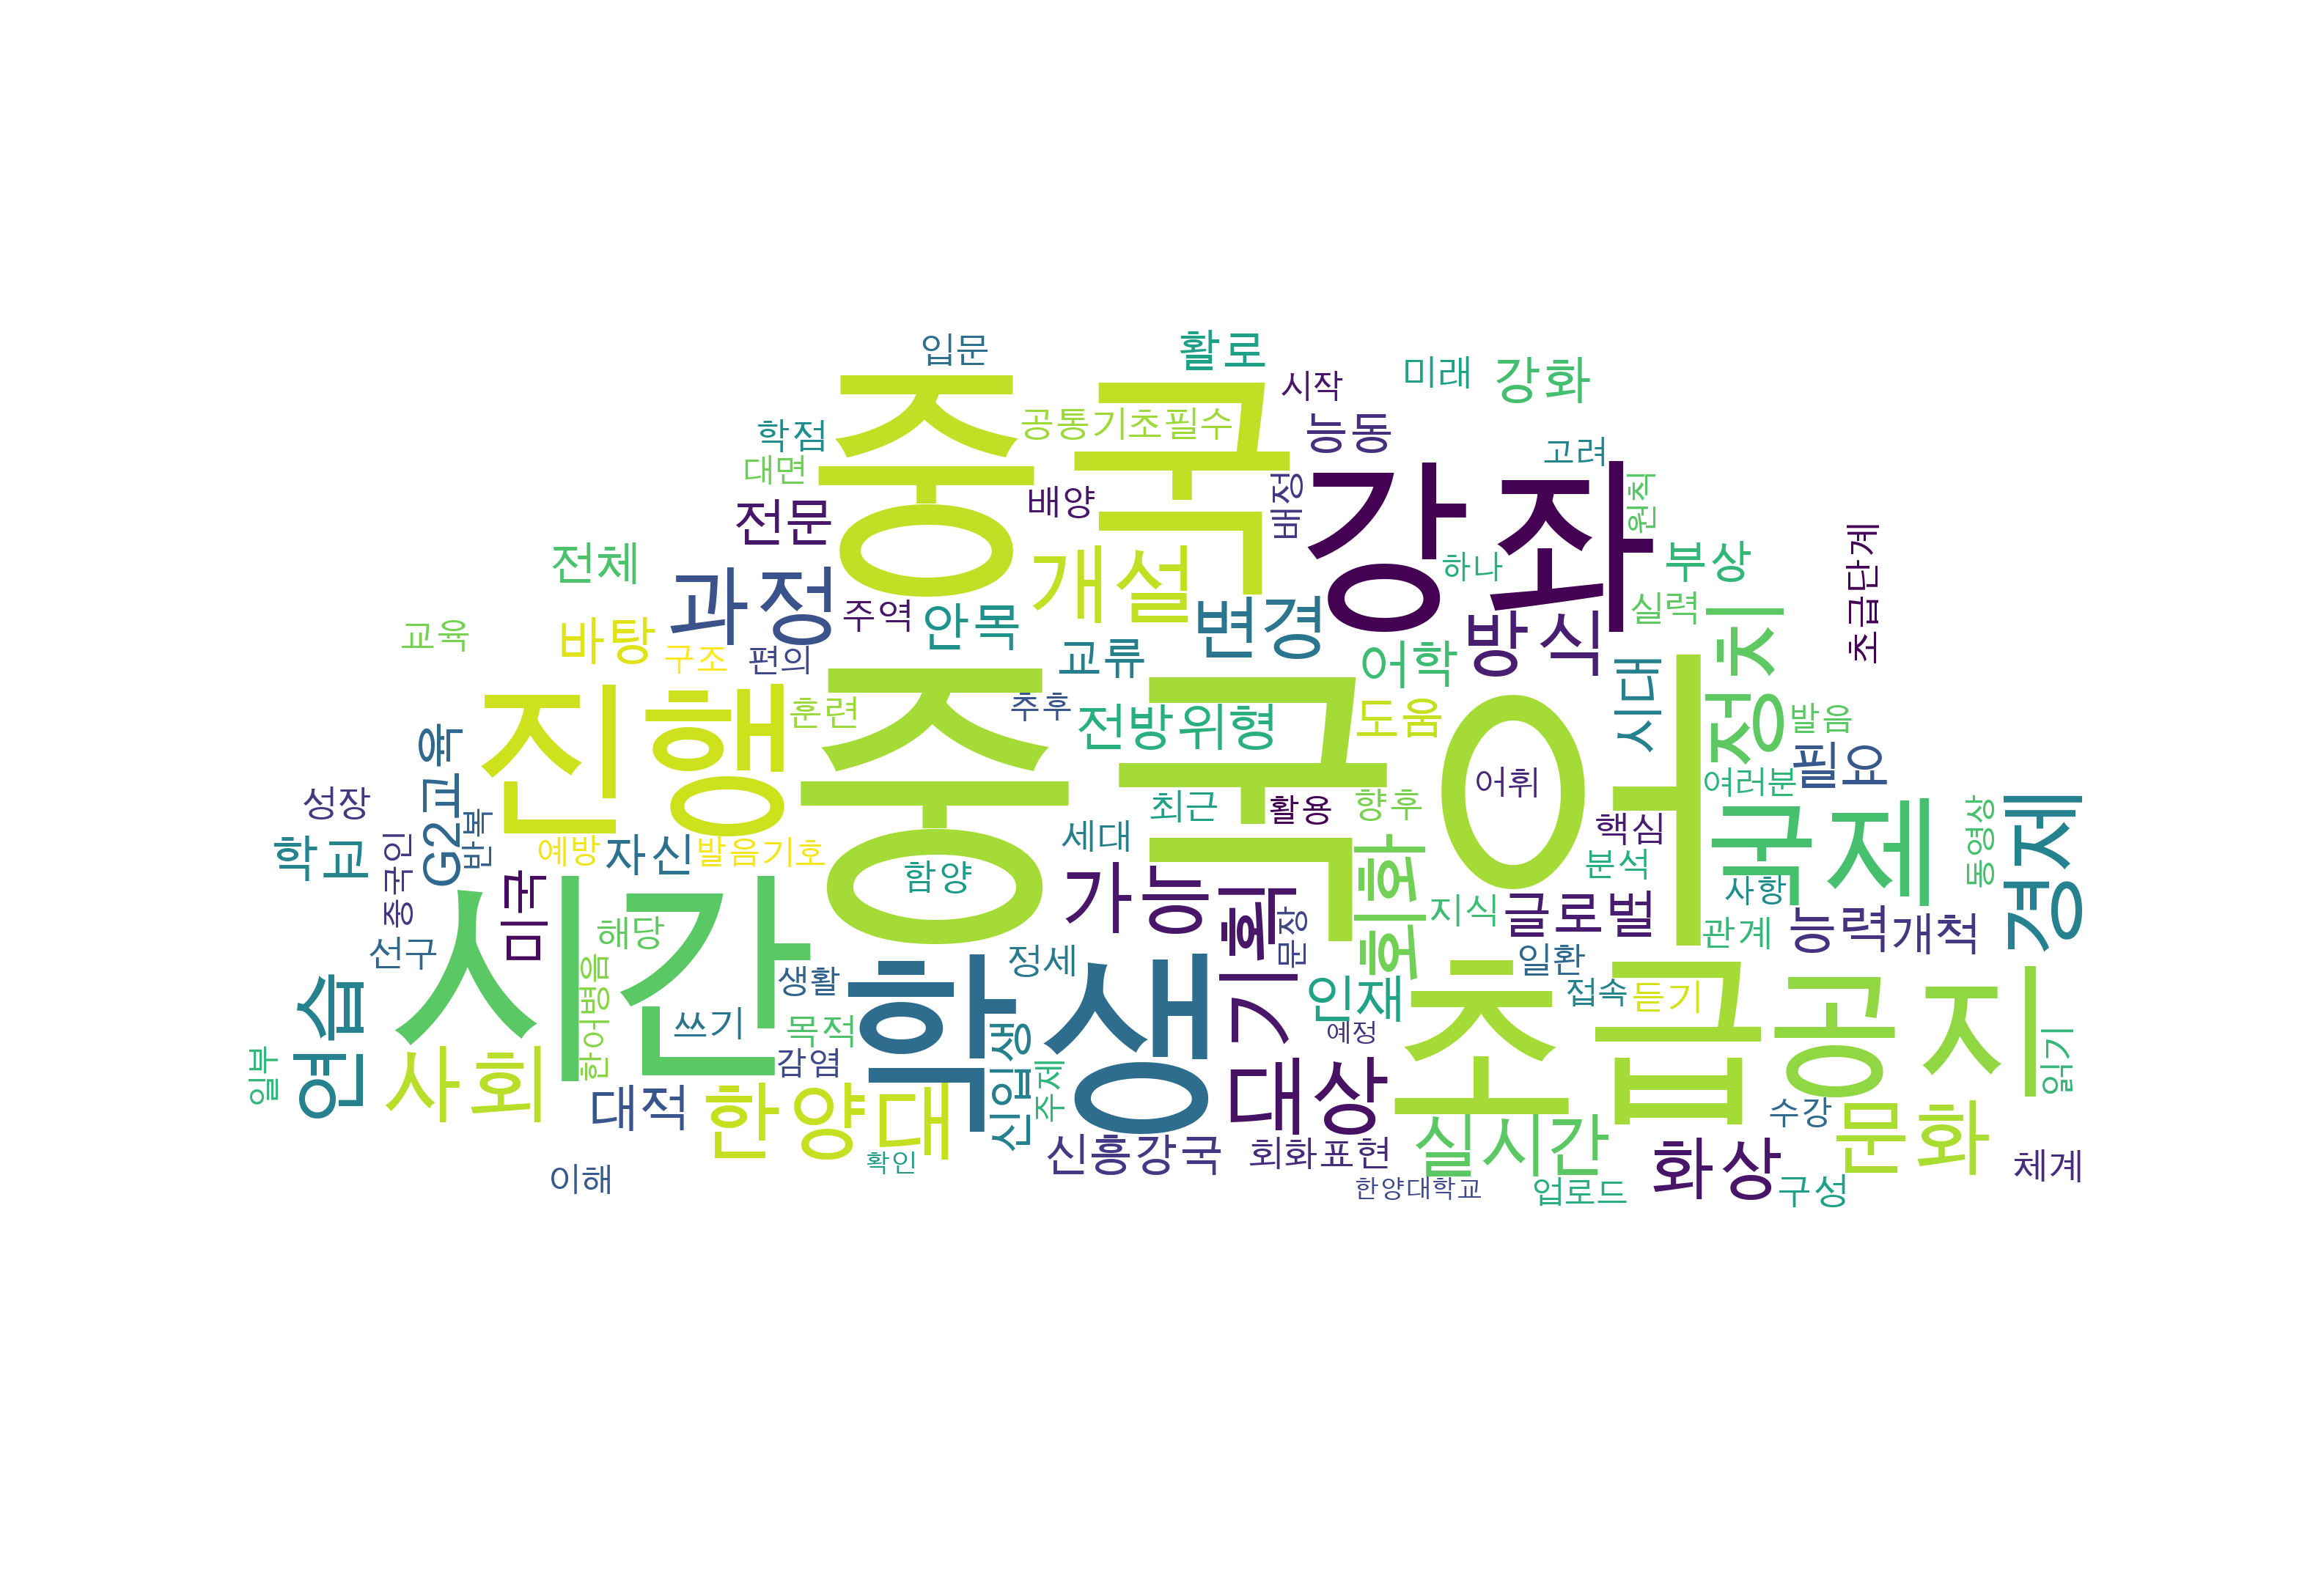 입문
활로
시작
미래
강화
중국
공통기초필수
능동
학점
대면
고려
강좌
전문
배양
배정
원칙
초급단계
전체
개설
하나
부상
과정
주역
안목
변경
방식
실력
정치
교육
바탕
구조
편의
교류
어학
시대
진행
훈련
추후
전방위형
도움
발음
중국어
필요
G2교육
성장
최근
활용
향후
어휘
여러분
국제
경제
동영상
반복
학교
중국인
예방
자신
발음기호
세대
핵심
분석
회화
함양
가능
기획
사항
미국
시간
해당
문장
지식
글로벌
관계
능력
개척
선구
정세
일환
생활
학생
인재
초급
접속
듣기
공지
연습
한어병음
쓰기
목적
예정
읽기
일부
사회
감염
신입생
주제
대상
대적
한양대
실시간
수강
문화
신흥강국
회화표현
화상
체계
이해
확인
한양대학교
업로드
구성